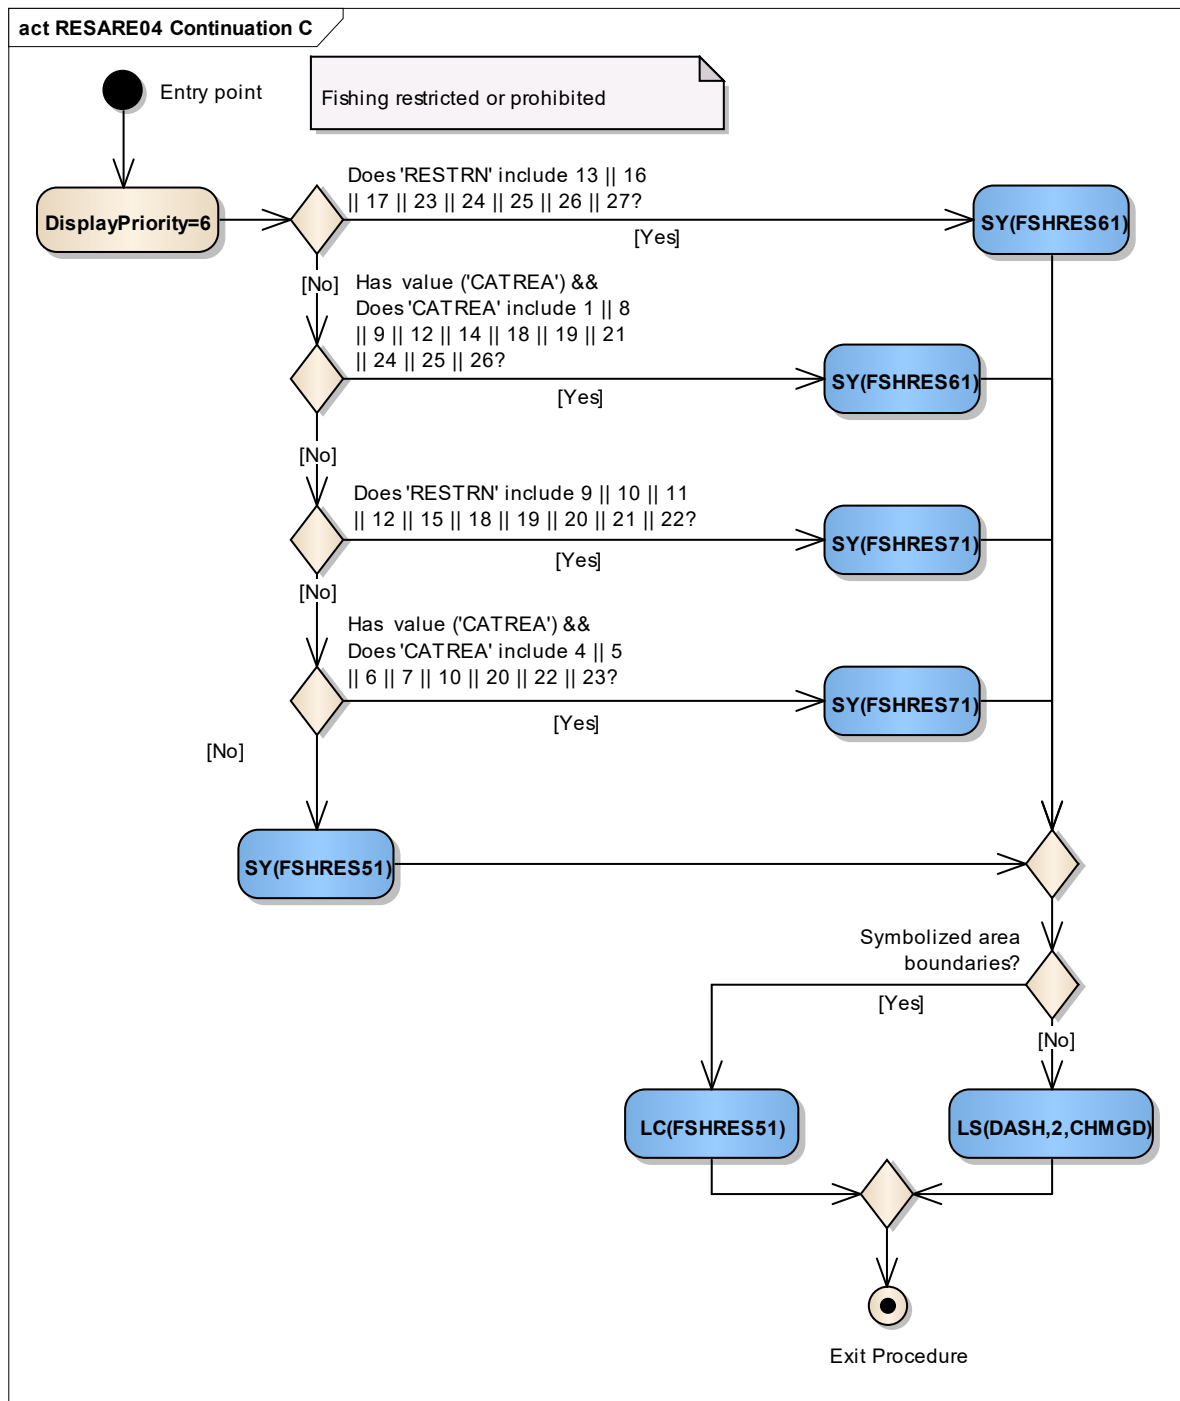 act RESARE04 Continuation C
Entry point
Fishing restricted or prohibited
DisplayPriority=6
Does 'RESTRN' include 13 || 16
|| 17 || 23 || 24 || 25 || 26 || 27?
[Yes]
SY(FSHRES61)
[No]
Has value ('CATREA') &&
Does 'CATREA' include 1 || 8
|| 9 || 12 || 14 || 18 || 19 || 21
|| 24 || 25 || 26?
[Yes]
SY(FSHRES61)
[No]
Does 'RESTRN' include 9 || 10 || 11
|| 12 || 15 || 18 || 19 || 20 || 21 || 22?
[Yes]
SY(FSHRES71)
[No]
Has value ('CATREA') &&
Does 'CATREA' include 4 || 5
|| 6 || 7 || 10 || 20 || 22 || 23?
[Yes]
SY(FSHRES71)
[No]
SY(FSHRES51)
Symbolized area
boundaries?
[Yes]
[No]
LC(FSHRES51)
LS(DASH,2,CHMGD)
Exit Procedure